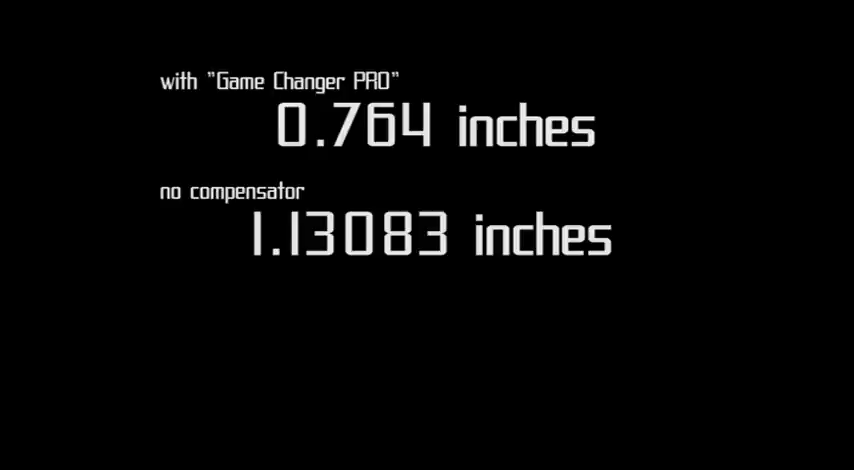 with "Game Changer PRO"
0.764 inches
no compensator
1.13083 inches